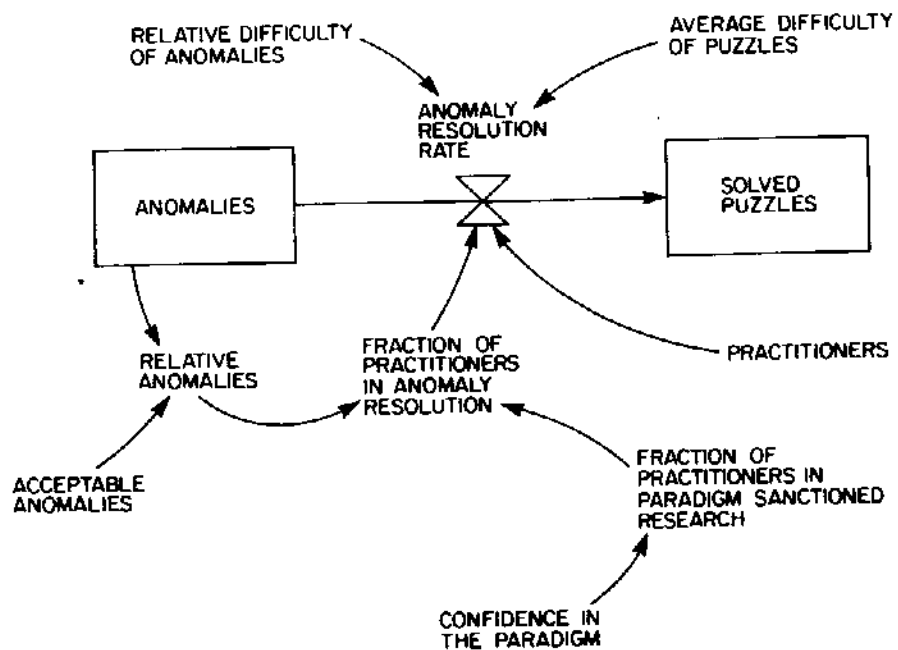 RELATIVE DIFFICULTY
OF ANOMALIES
AVERAGE DIFFICULTY
OF PUZZLES
ANOMALY
RESOLUTION
RATE
ANOMALIES
SOLVED
PUZZLES
RELATIVE
ANOMALIES
FRACTION OF
PRACTITIONERS
IN ANOMALY
RESOLUTION
PRACTITIONERS
ACCEPTABLE
ANOMALIES
FRACTION OF
PRACTITIONERS IN
PARADIGM SANCTIONED
RESEARCH
CONFIDENCE IN
THE PARADIGM